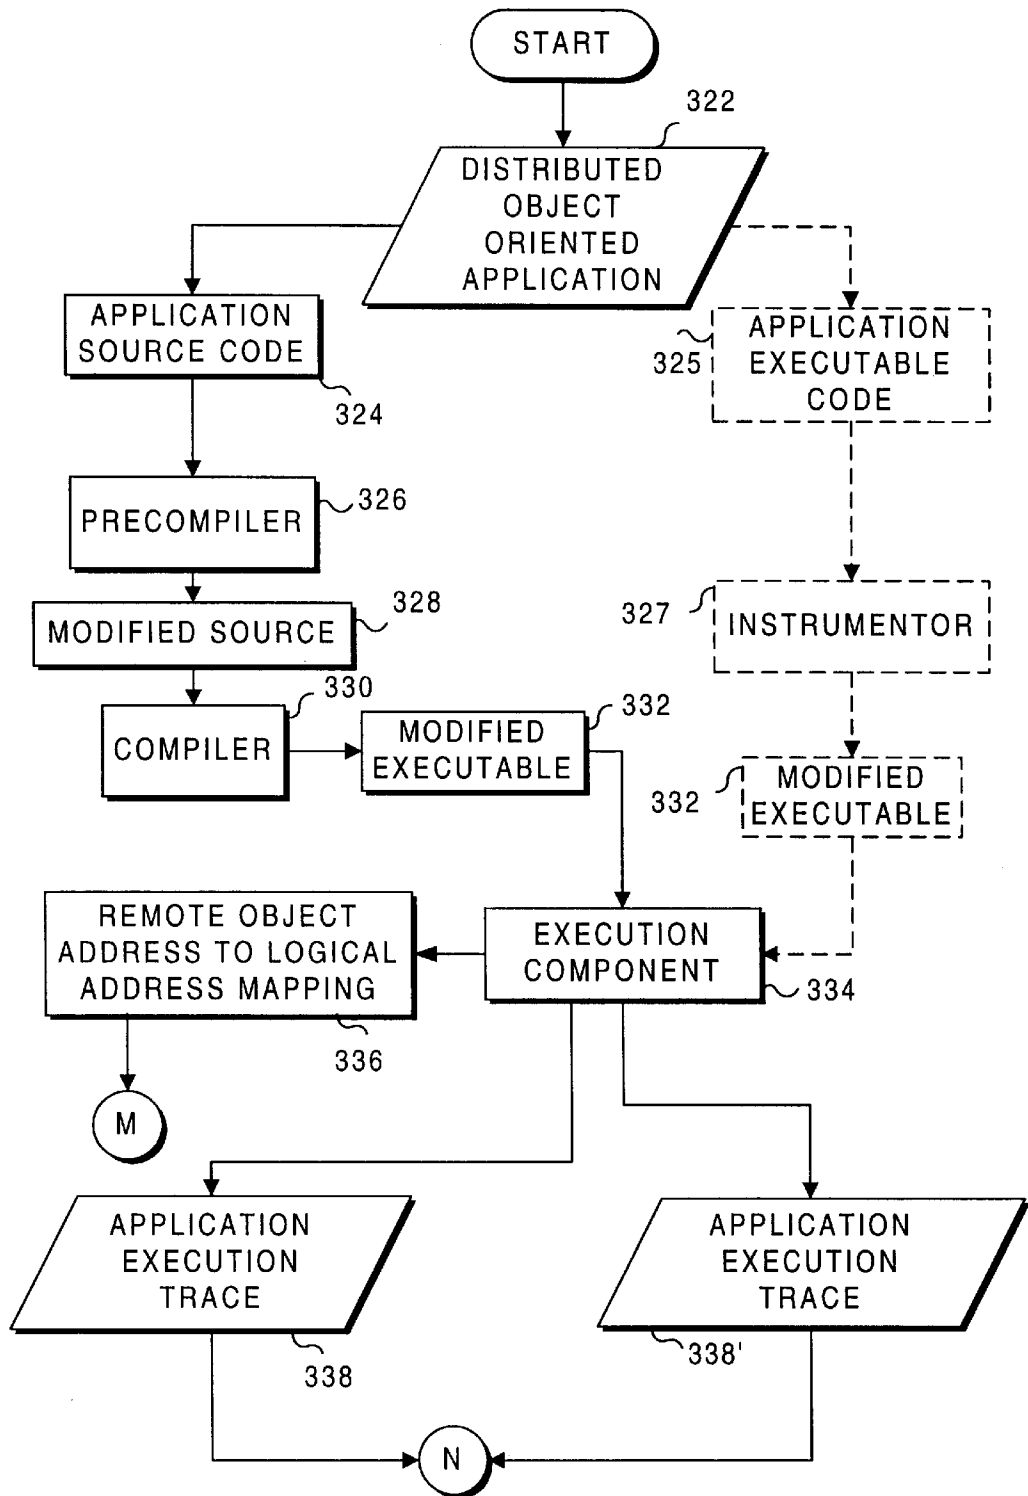 START
322
DISTRIBUTED
OBJECT
ORIENTED
APPLICATION
APPLICATION
SOURCE CODE
324
325
APPLICATION
EXECUTABLE
CODE
PRECOMPILER
326
MODIFIED SOURCE
328
327
INSTRUMENTOR
COMPILER
330
MODIFIED
EXECUTABLE
332
332
MODIFIED
EXECUTABLE
REMOTE OBJECT
ADDRESS TO LOGICAL
ADDRESS MAPPING
336
EXECUTION
COMPONENT
334
M
APPLICATION
EXECUTION
TRACE
338
APPLICATION
EXECUTION
TRACE
338'
N